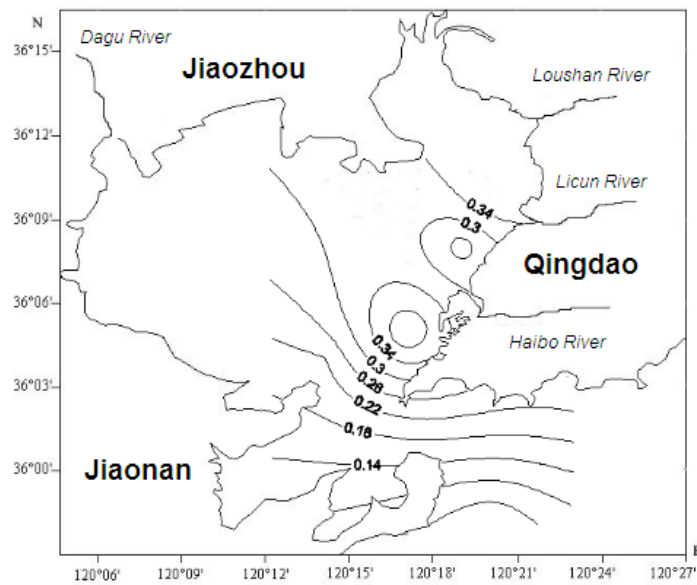 N
36°15'
Dagu River
Jiaozhou
Loushan River
36°12'
Licun River
36°09'
0.34
0.3
Qingdao
36°06'
Haibo River
0.34
0.3
0.26
36°03'
0.22
0.18
Jiaonan
36°00'
0.14
E
120°06' 120°09' 120°12' 120°15' 120°18' 120°21' 120°24' 120°27'